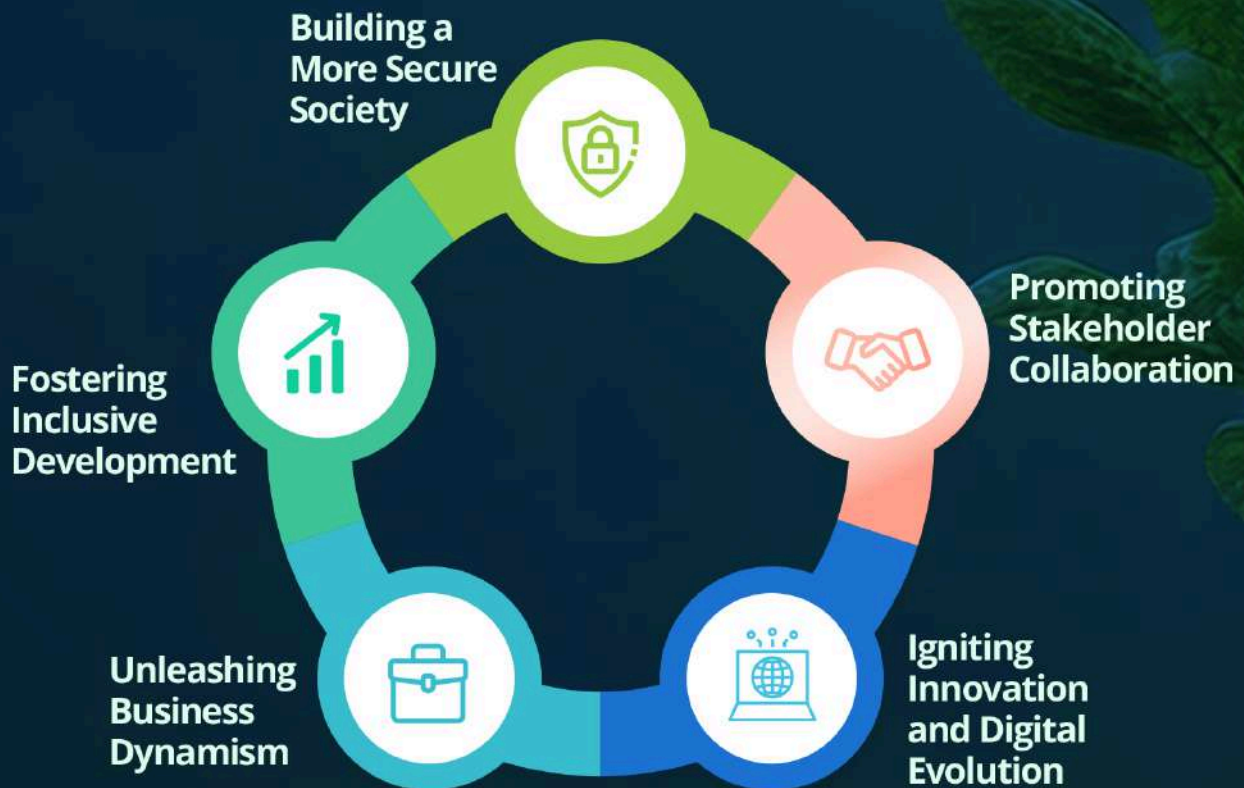 Building a
More Secure
Society
Promoting
Stakeholder
Collaboration
Fostering
Inclusive
Development
Igniting
Innovation
and Digital
Evolution
Unleashing
Business
Dynamism